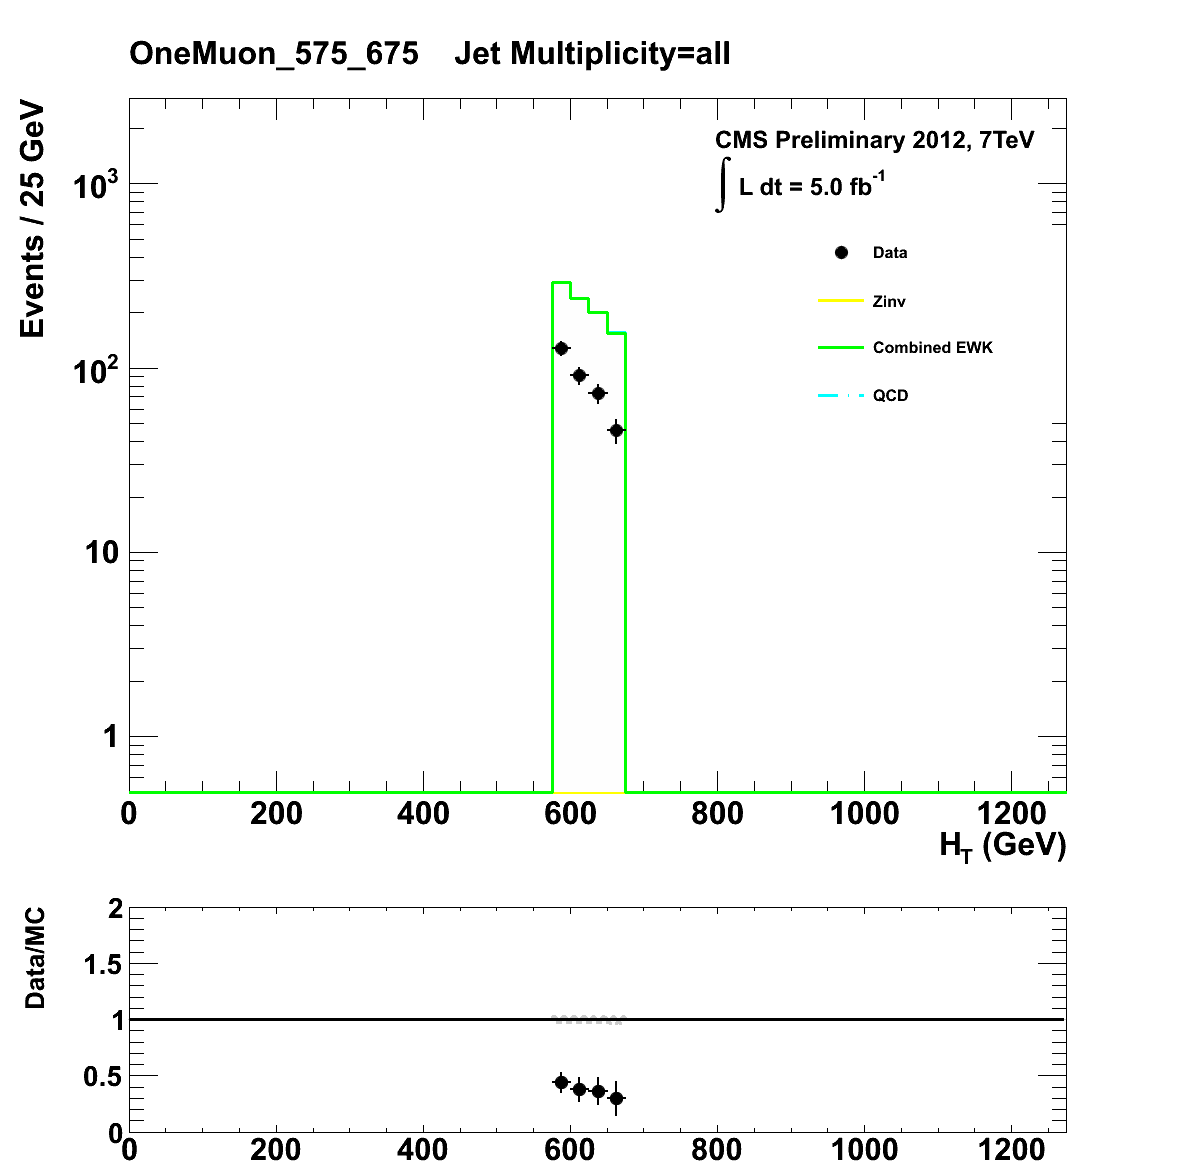 OneMuon_575_675 Jet Multiplicity=all
Events / 25 GeV
CMS Preliminary 2012, 7TeV
∫ L dt = 5.0 fb⁻¹
Data
Zinv
Combined EWK
QCD
10³
10²
10
1
0 200 400 600 800 1000 1200
H_T (GeV)
Data/MC
2
1.5
1
0.5
0
0 200 400 600 800 1000 1200